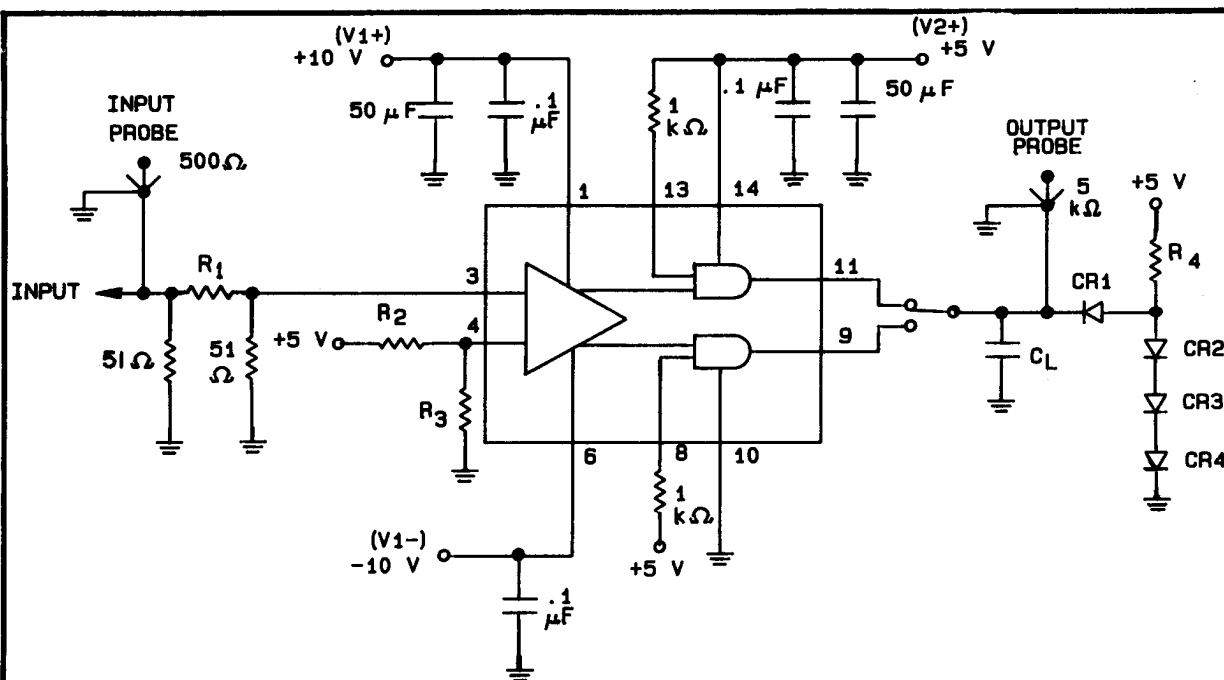 (V1+)
+10 V
(V2+)
+5 V
50 μF
.1
μF
1
kΩ
.1 μF
50 μF
INPUT
PROBE
500Ω
OUTPUT
PROBE
5
kΩ
+5 V
1
13
14
R1
3
11
R4
CR1
INPUT
R2
4
+5 V
9
51Ω
51
Ω
CL
CR2
R3
CR3
6
8
10
CR4
1
kΩ
(V1-)
-10 V
+5 V
.1
μF